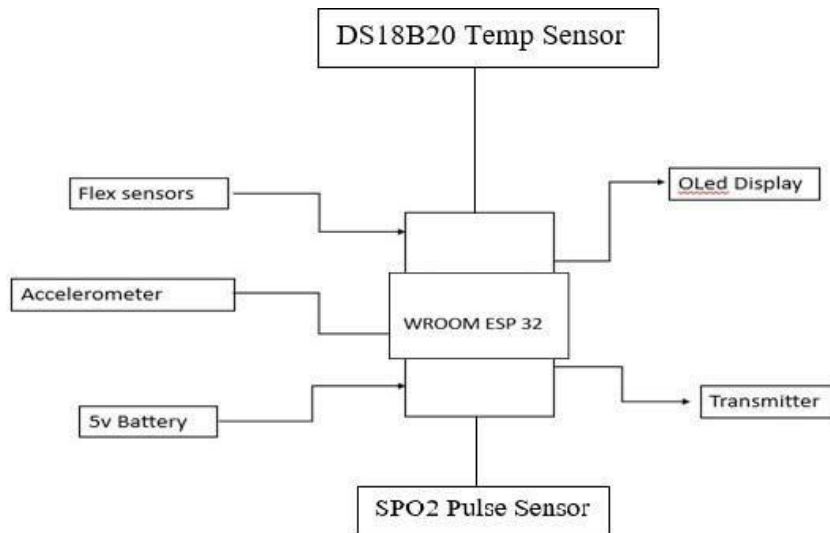 DS18B20 Temp Sensor
Flex sensors
OLed Display
Accelerometer
WROOM ESP 32
5v Battery
Transmitter
SPO2 Pulse Sensor